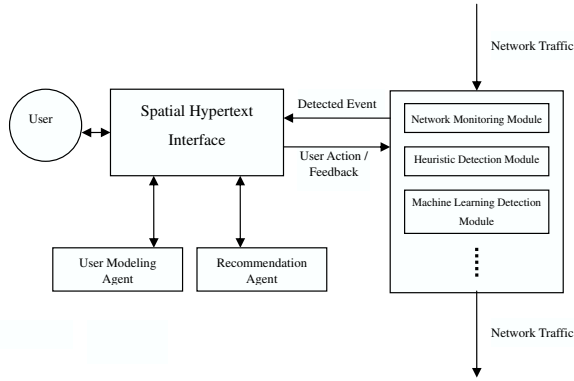 Network Traffic
User
Spatial Hypertext
Interface
Detected Event
User Action /
Feedback
Network Monitoring Module
Heuristic Detection Module
Machine Learning Detection
Module
User Modeling
Agent
Recommendation
Agent
Network Traffic